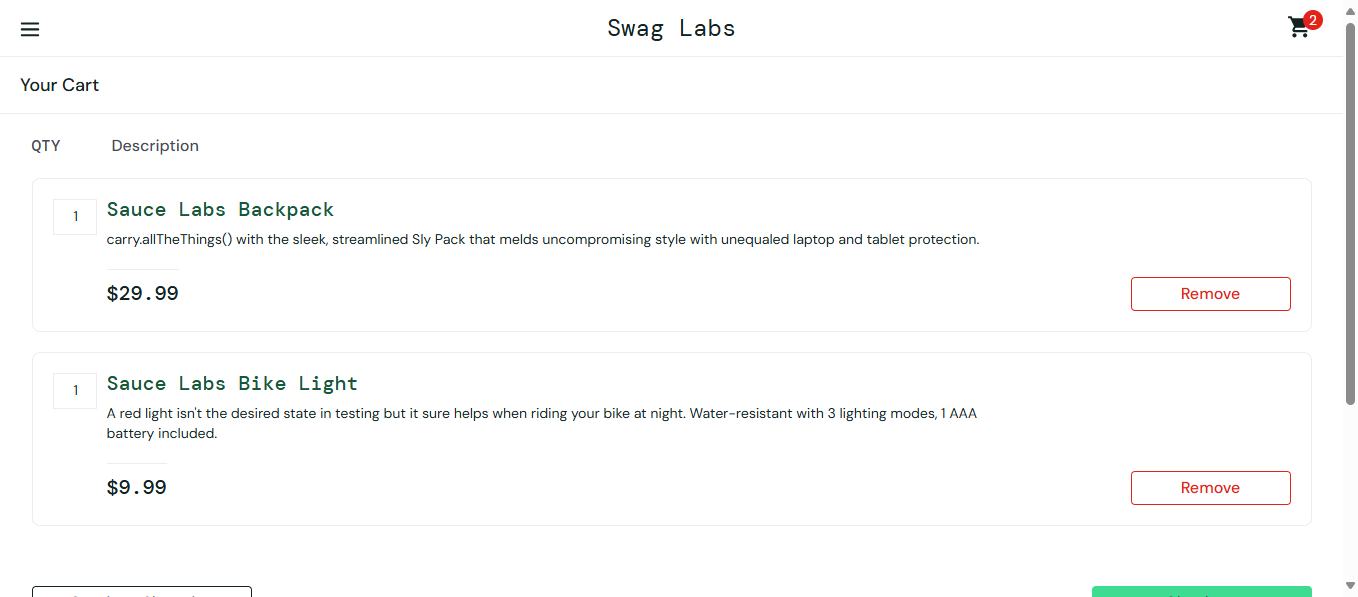 Swag Labs
2
Your Cart
QTY Description
1
Sauce Labs Backpack
carry.allTheThings() with the sleek, streamlined Sly Pack that melds uncompromising style with unequaled laptop and tablet protection.
$29.99
Remove
1
Sauce Labs Bike Light
A red light isn't the desired state in testing but it sure helps when riding your bike at night. Water-resistant with 3 lighting modes, 1 AAA
battery included.
$9.99
Remove